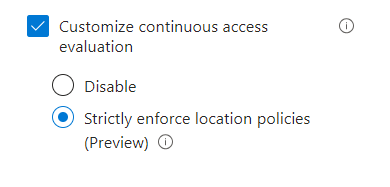 Customize continuous access
evaluation
Disable
Strictly enforce location policies
(Preview)